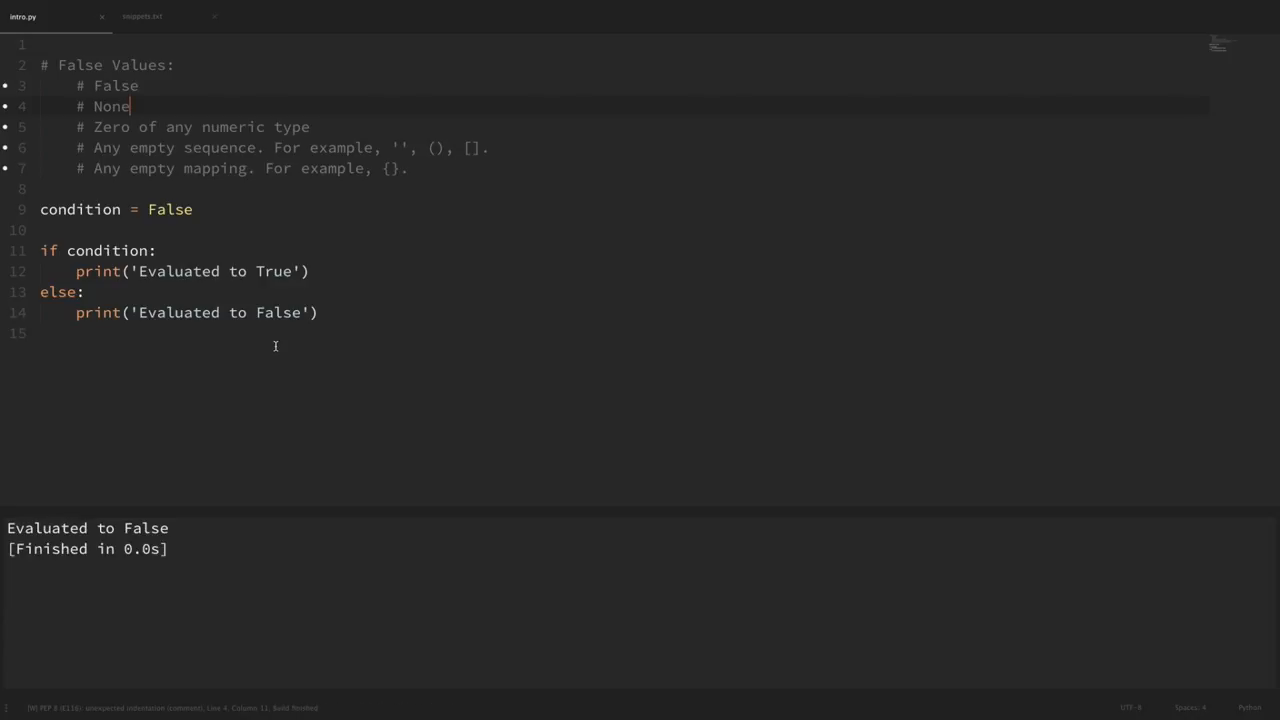 intro.py × snippets.txt ×
1
2 # False Values:
3 # False
4 # None
5 # Zero of any numeric type
6 # Any empty sequence. For example, '', (), [].
7 # Any empty mapping. For example, {}.
8
9 condition = False
10
11 if condition:
12 print('Evaluated to True')
13 else:
14 print('Evaluated to False')
15
Evaluated to False
[Finished in 0.0s]
[W] PEP 8 (E116): unexpected indentation (comment), Line 4, Column 11, Build finished UTF-8 Spaces: 4 Python